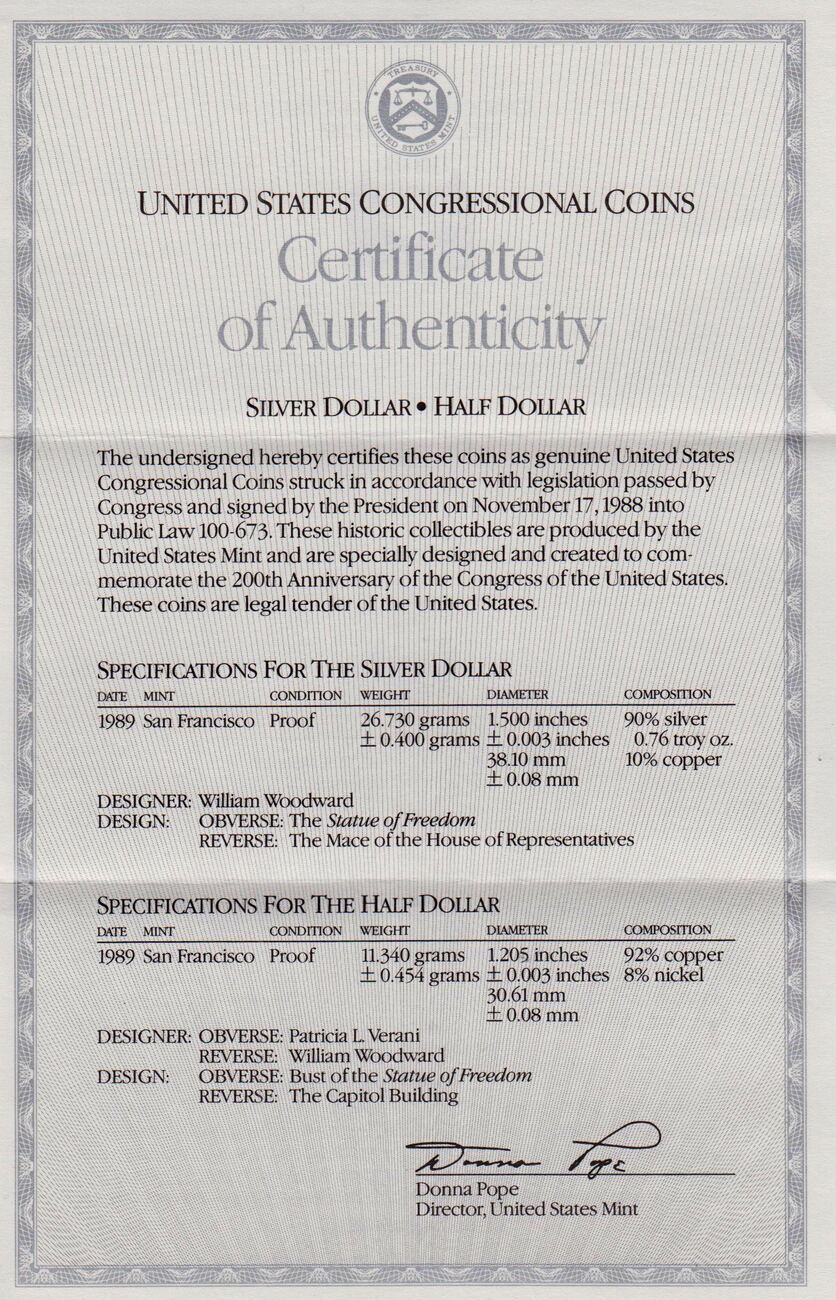 TREASURY
UNITED STATES MINT
UNITED STATES CONGRESSIONAL COINS
Certificate
of Authenticity
SILVER DOLLAR • HALF DOLLAR
The undersigned hereby certifies these coins as genuine United States
Congressional Coins struck in accordance with legislation passed by
Congress and signed by the President on November 17, 1988 into
Public Law 100-673. These historic collectibles are produced by the
United States Mint and are specially designed and created to com-
memorate the 200th Anniversary of the Congress of the United States.
These coins are legal tender of the United States.
SPECIFICATIONS FOR THE SILVER DOLLAR
DATE MINT CONDITION WEIGHT DIAMETER COMPOSITION
1989 San Francisco Proof 26.730 grams 1.500 inches 90% silver
± 0.400 grams ± 0.003 inches 0.76 troy oz.
38.10 mm 10% copper
± 0.08 mm
DESIGNER: William Woodward
DESIGN: OBVERSE: The Statue of Freedom
REVERSE: The Mace of the House of Representatives
SPECIFICATIONS FOR THE HALF DOLLAR
DATE MINT CONDITION WEIGHT DIAMETER COMPOSITION
1989 San Francisco Proof 11.340 grams 1.205 inches 92% copper
± 0.454 grams ± 0.003 inches 8% nickel
30.61 mm
± 0.08 mm
DESIGNER: OBVERSE: Patricia L. Verani
REVERSE: William Woodward
DESIGN: OBVERSE: Bust of the Statue of Freedom
REVERSE: The Capitol Building
Donna Pope
Donna Pope
Director, United States Mint